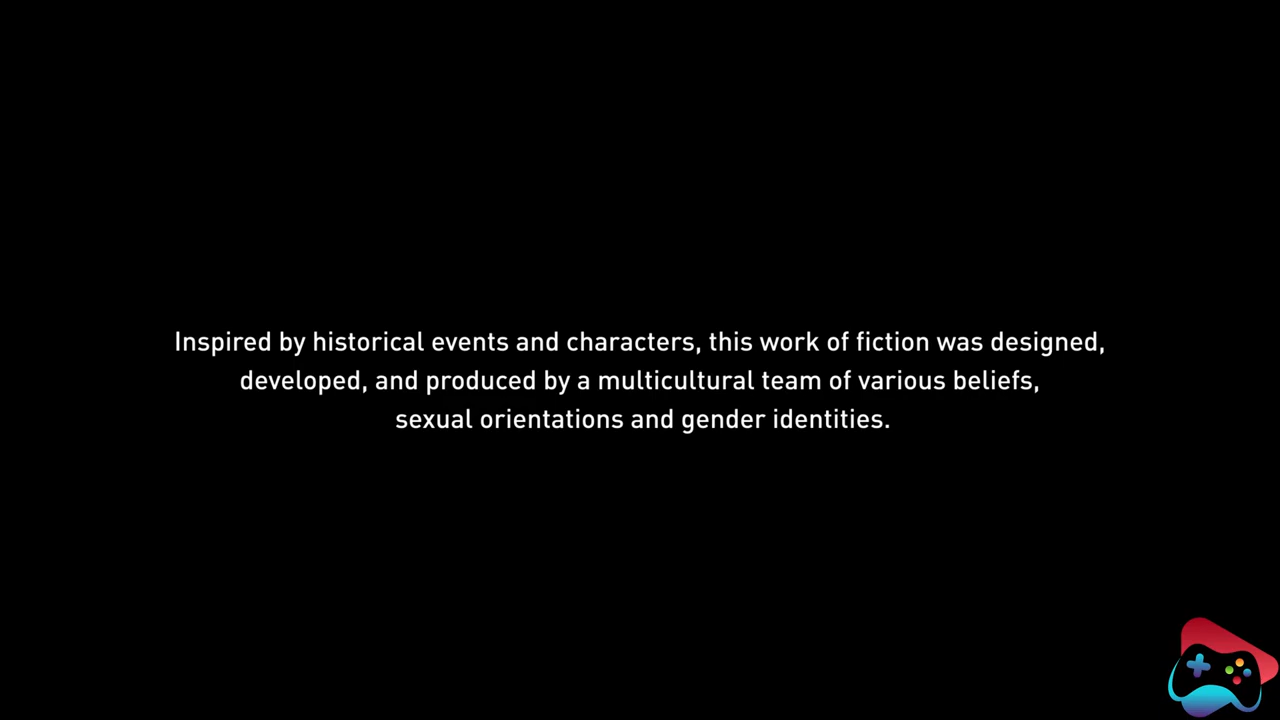 Inspired by historical events and characters, this work of fiction was designed,
developed, and produced by a multicultural team of various beliefs,
sexual orientations and gender identities.